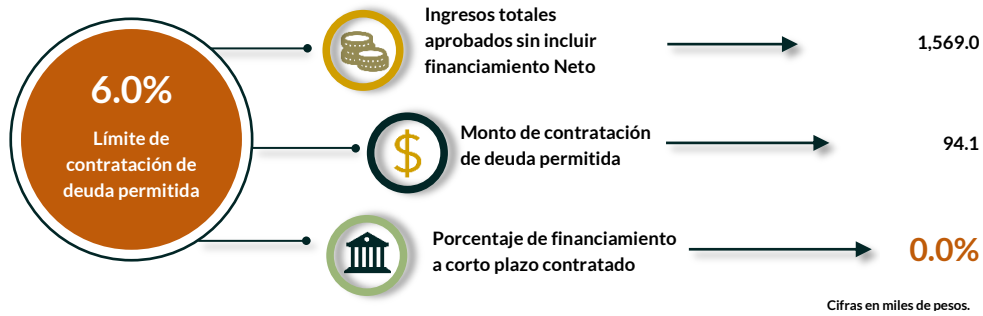 6.0%
Límite de
contratación de
deuda permitida
Ingresos totales
aprobados sin incluir
financiamiento Neto
1,569.0
$
Monto de contratación
de deuda permitida
94.1
Porcentaje de financiamiento
a corto plazo contratado
0.0%
Cifras en miles de pesos.